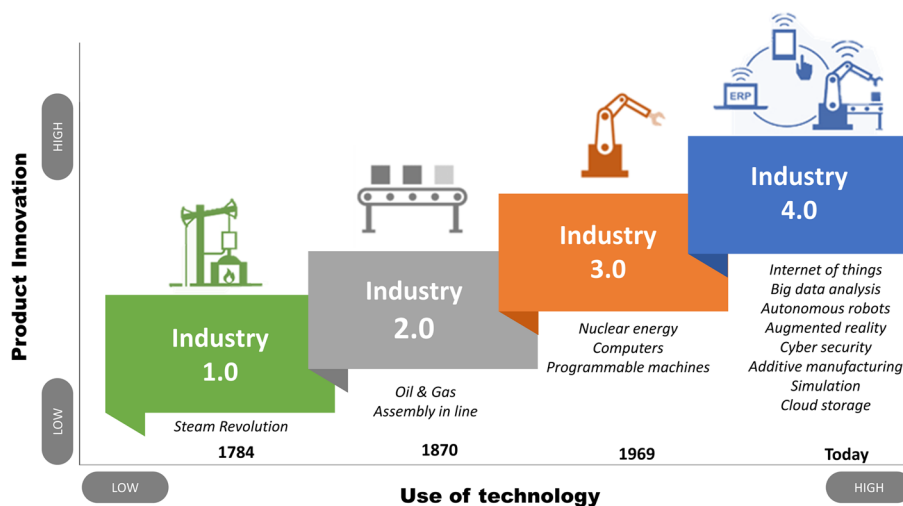 HIGH
Product Innovation
LOW
ERP
Industry
4.0
Industry
3.0
Industry
2.0
Industry
1.0
Internet of things
Big data analysis
Autonomous robots
Augmented reality
Cyber security
Additive manufacturing
Simulation
Cloud storage
Nuclear energy
Computers
Programmable machines
Oil & Gas
Assembly in line
Steam Revolution
1784
1870
1969
Today
LOW
Use of technology
HIGH